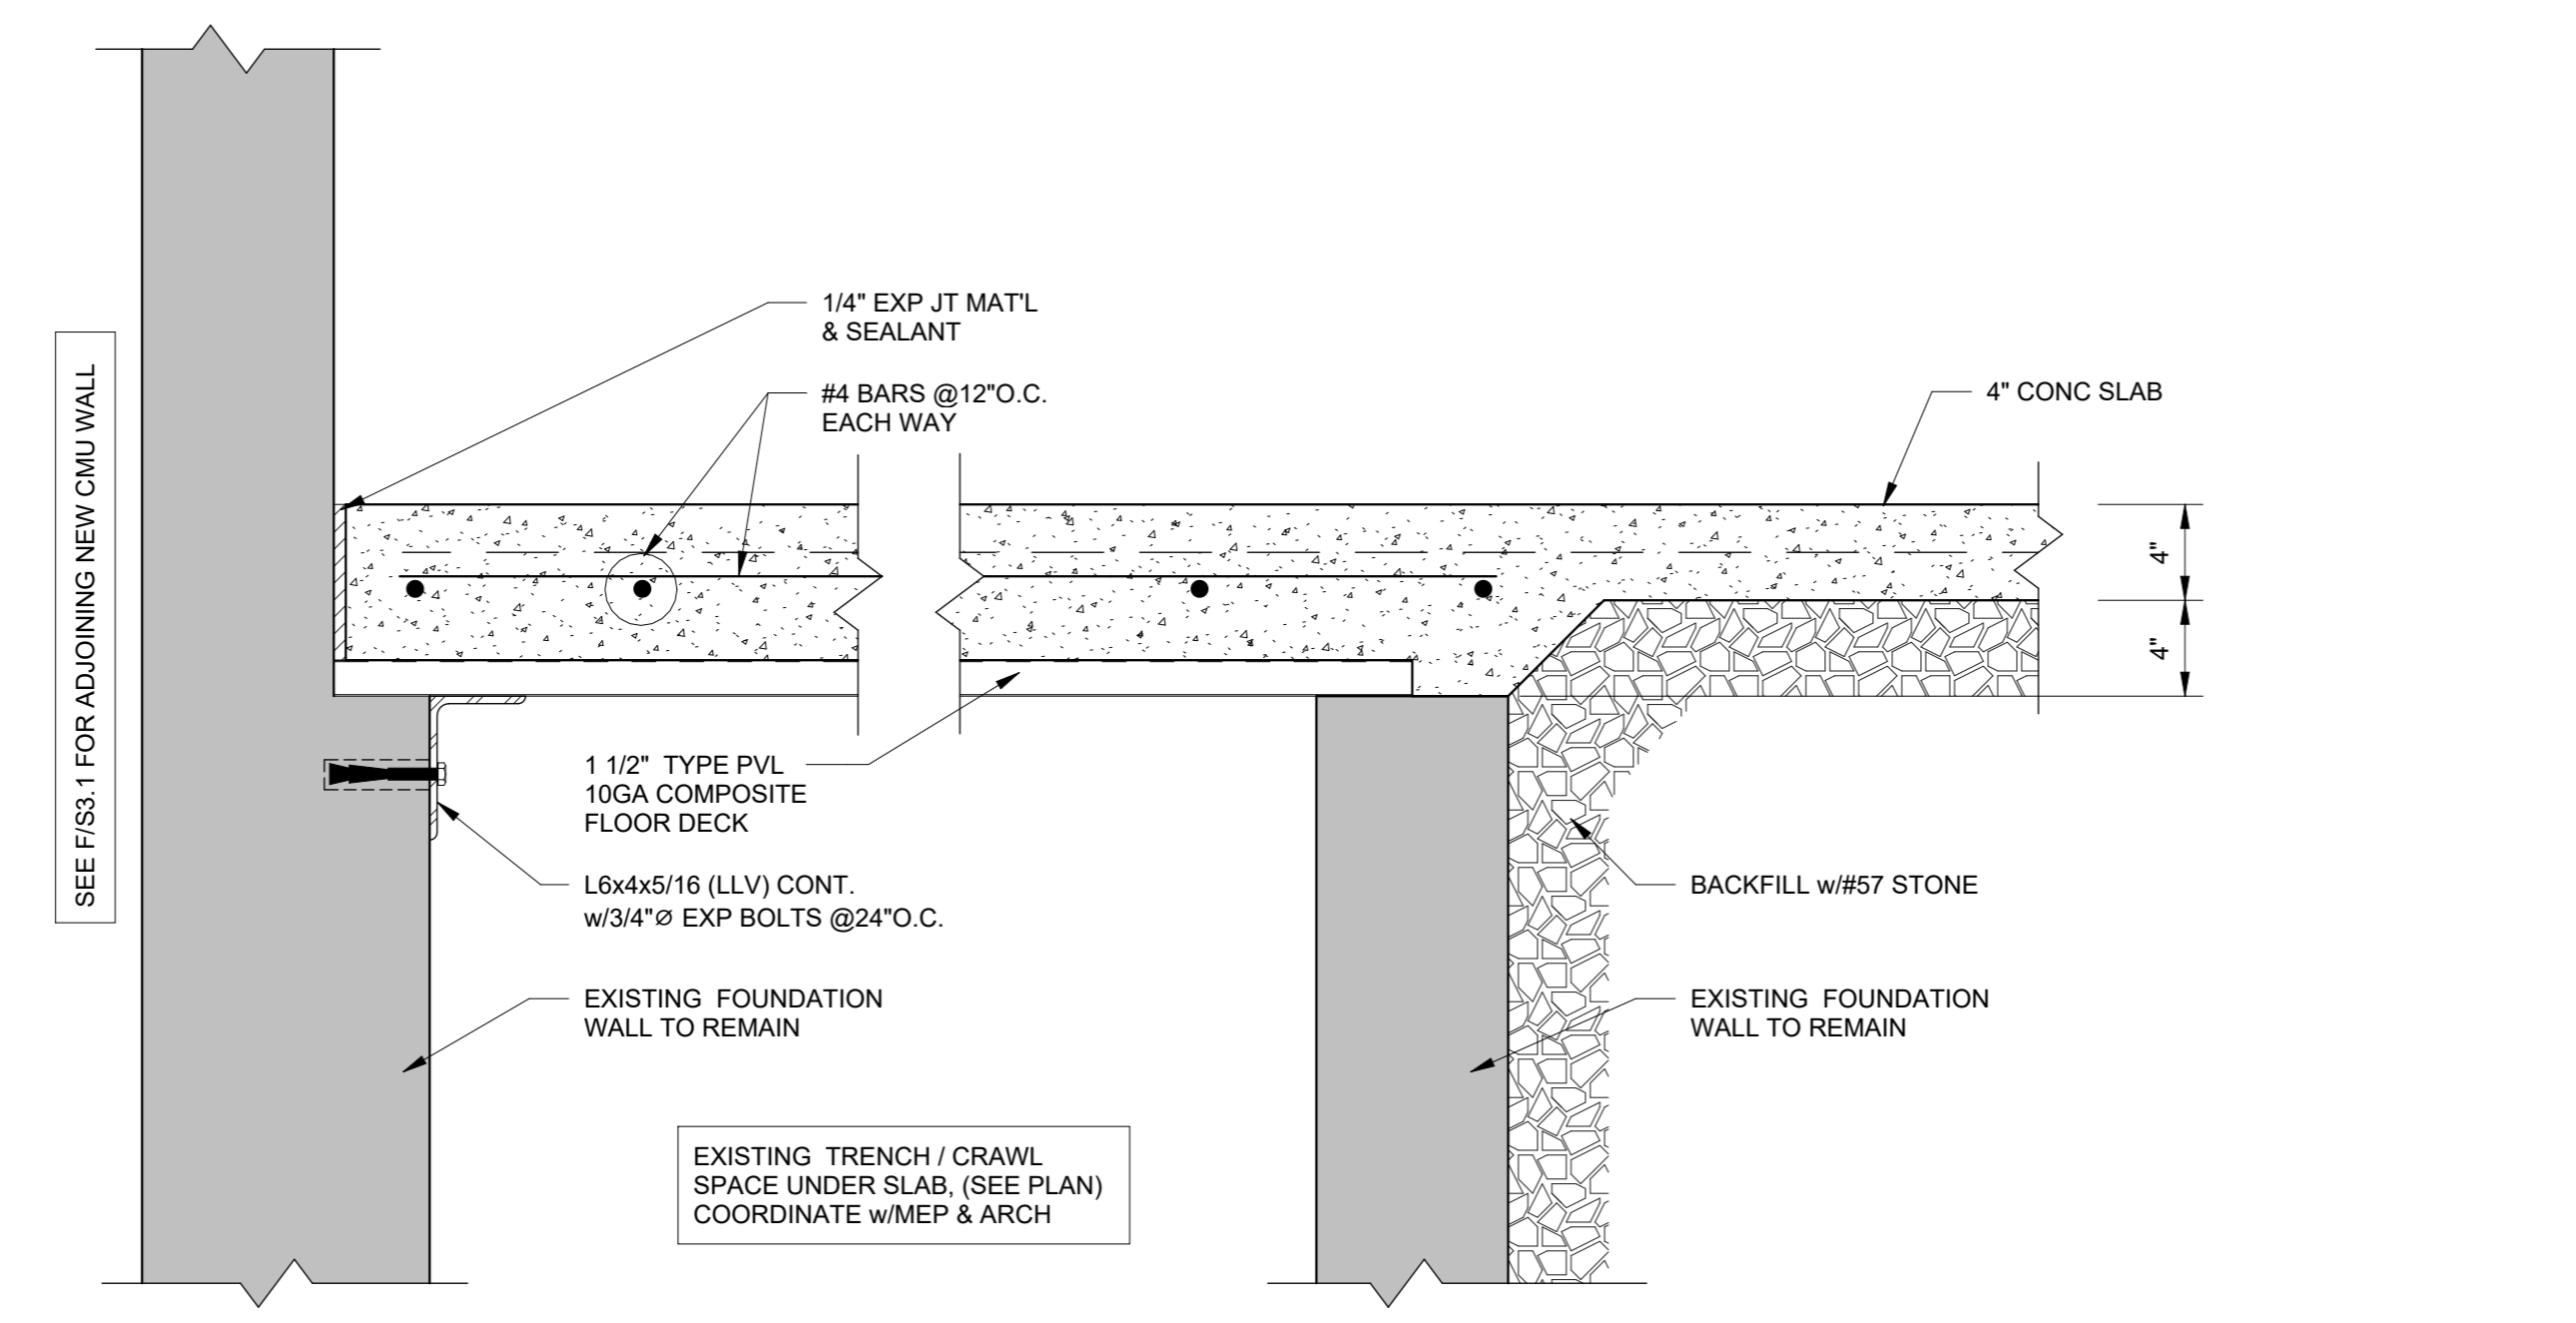 SEE F/S3.1 FOR ADJOINING NEW CMU WALL
1/4" EXP JT MAT'L
& SEALANT
#4 BARS @12"O.C.
EACH WAY
4" CONC SLAB
4"
4"
1 1/2" TYPE PVL
10GA COMPOSITE
FLOOR DECK
L6x4x5/16 (LLV) CONT.
w/3/4"Ø EXP BOLTS @24"O.C.
BACKFILL w/#57 STONE
EXISTING FOUNDATION
WALL TO REMAIN
EXISTING FOUNDATION
WALL TO REMAIN
EXISTING TRENCH / CRAWL
SPACE UNDER SLAB, (SEE PLAN)
COORDINATE w/MEP & ARCH